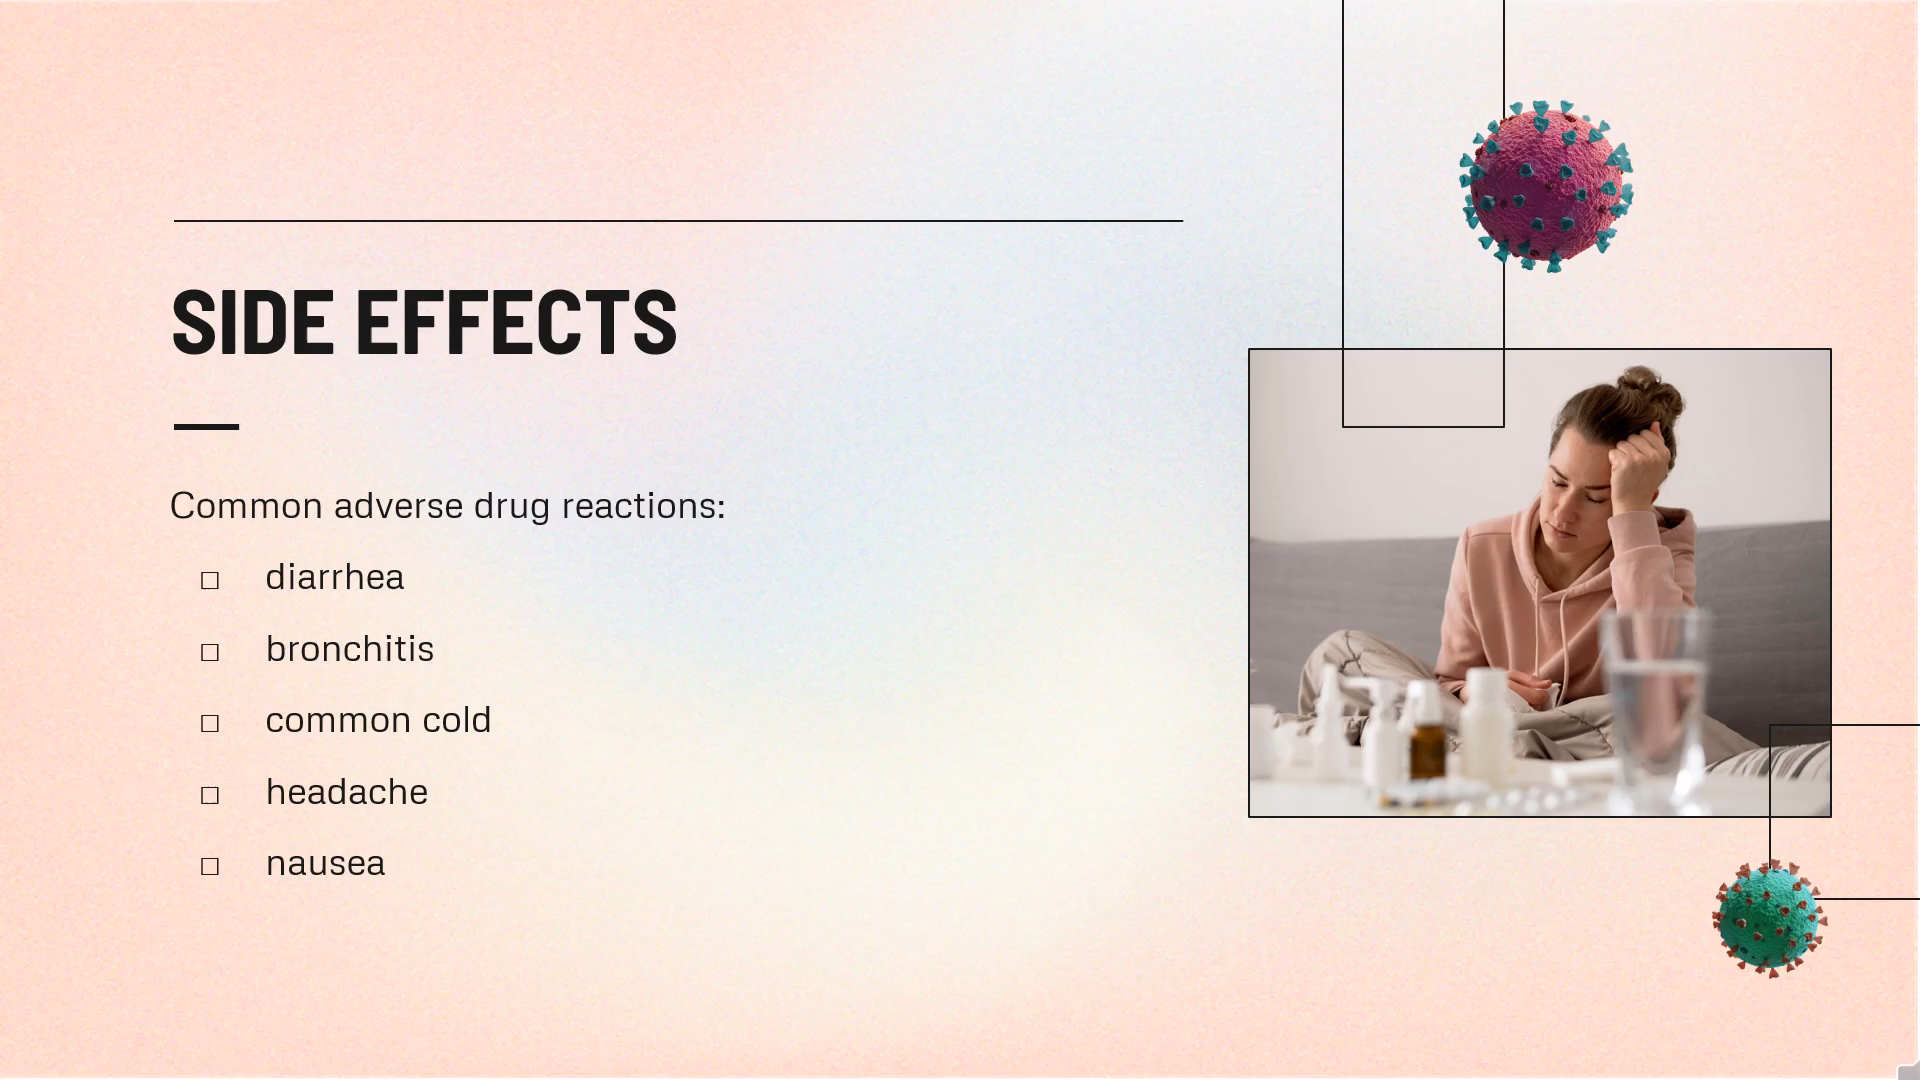 SIDE EFFECTS
Common adverse drug reactions:
□ diarrhea
□ bronchitis
□ common cold
□ headache
□ nausea